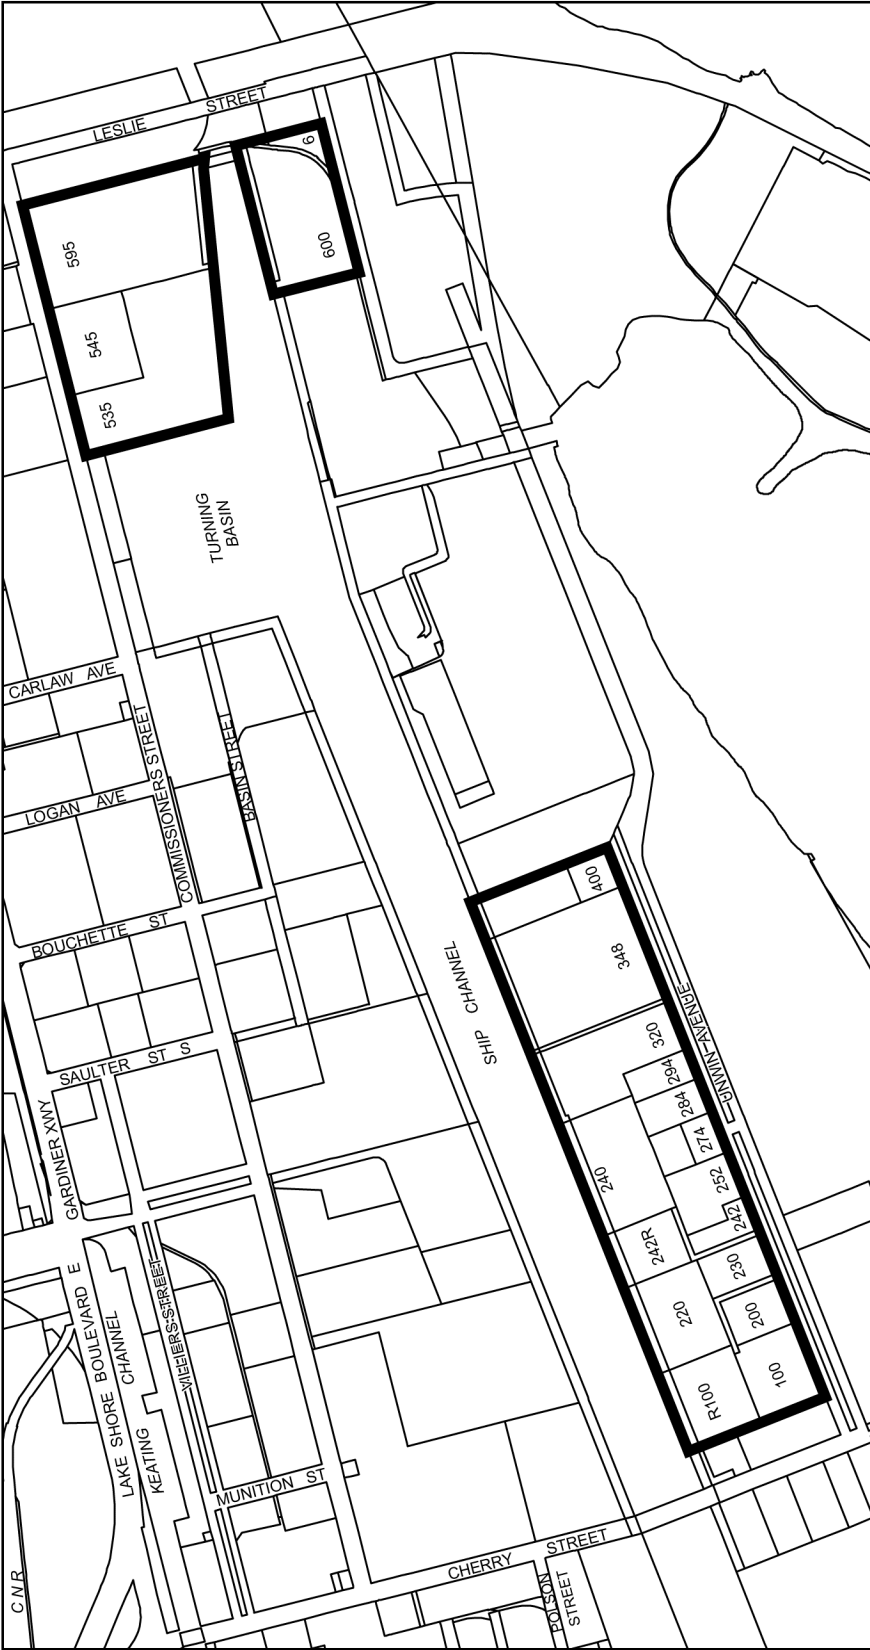 LESLIE STREET
595
6
545
600
535
TURNING
BASIN
CARLAW AVE
LOGAN AVE
COMMISSIONERS STREET
BASIN STREET
BOUCHETTE ST
400
348
SHIP CHANNEL
UNWIN AVENUE
320
SAULTER ST S
294
284
274
GARDINER XWY
240
252
242
242R
230
LAKE SHORE BOULEVARD E
VILLIERS STREET
220
200
KEATING CHANNEL
R100
100
MUNITION ST
CHERRY STREET
POLSON
STREET
CNR